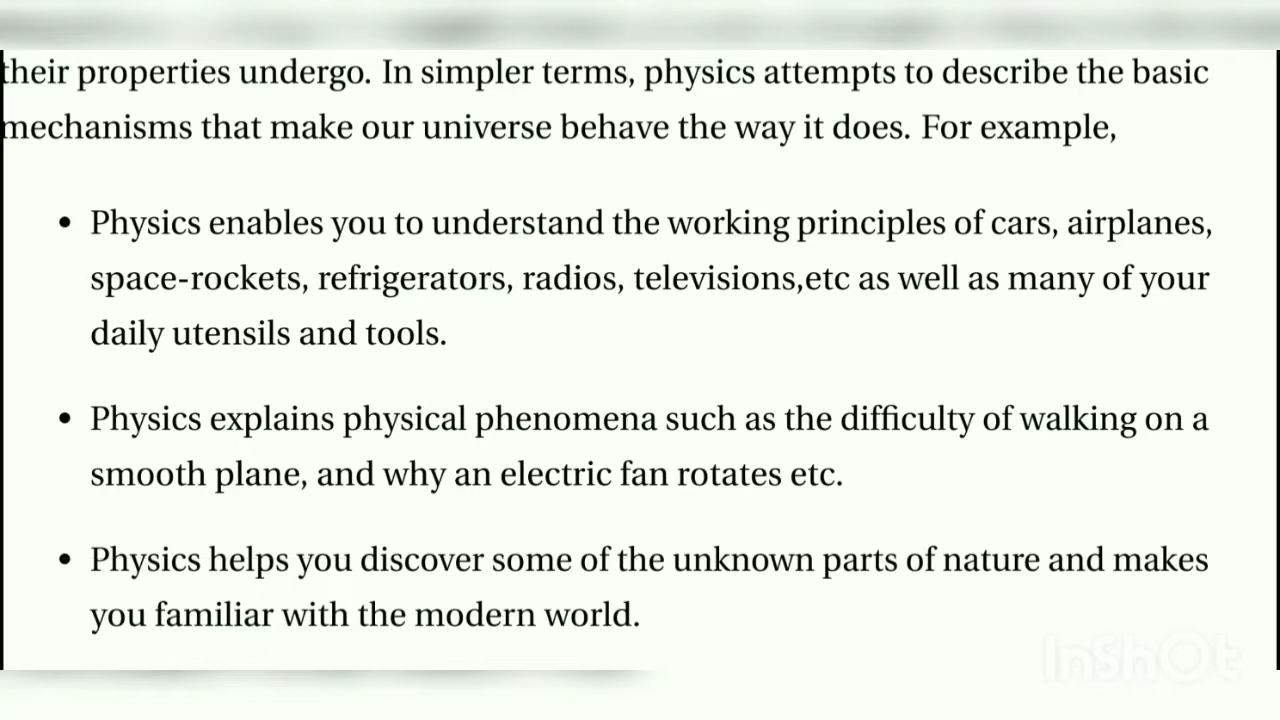 their properties undergo. In simpler terms, physics attempts to describe the basic
mechanisms that make our universe behave the way it does. For example,
• Physics enables you to understand the working principles of cars, airplanes,
space-rockets, refrigerators, radios, televisions,etc as well as many of your
daily utensils and tools.
• Physics explains physical phenomena such as the difficulty of walking on a
smooth plane, and why an electric fan rotates etc.
• Physics helps you discover some of the unknown parts of nature and makes
you familiar with the modern world.
InShOt